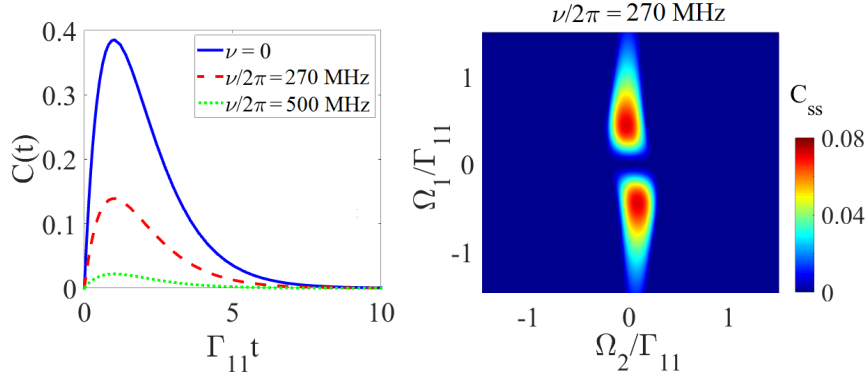 0.4
0.3
0.2
0.1
0
C(t)
ν = 0
ν/2π = 270 MHz
ν/2π = 500 MHz
0 5 10
Γ₁₁t
ν/2π = 270 MHz
1
0
-1
Ω₁/Γ₁₁
-1 0 1
Ω₂/Γ₁₁
Cₛₛ
0.08
0.04
0